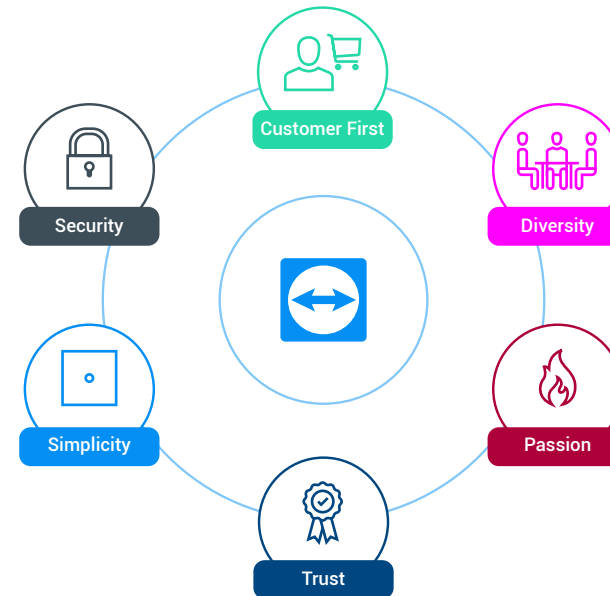 Customer First
Security
Diversity
Simplicity
Passion
Trust